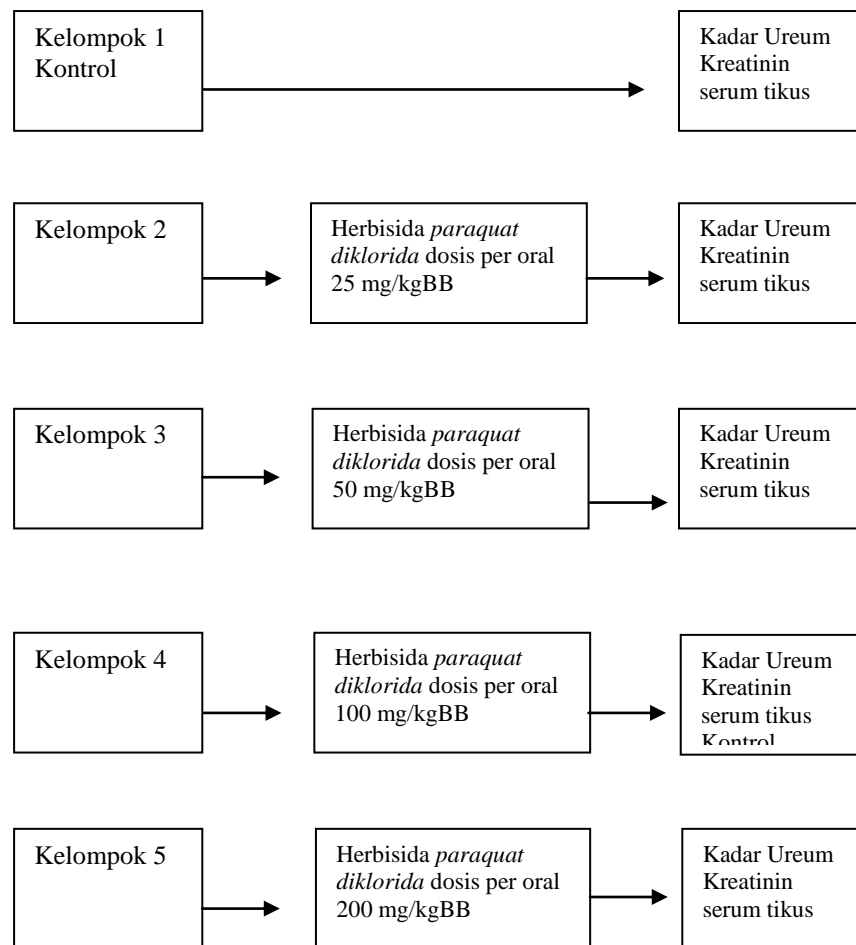 Kelompok 1
Kontrol
Kadar Ureum
Kreatinin
serum tikus
Kelompok 2
Herbisida paraquat
diklorida dosis per oral
25 mg/kgBB
Kadar Ureum
Kreatinin
serum tikus
Kelompok 3
Herbisida paraquat
diklorida dosis per oral
50 mg/kgBB
Kadar Ureum
Kreatinin
serum tikus
Kelompok 4
Herbisida paraquat
diklorida dosis per oral
100 mg/kgBB
Kadar Ureum
Kreatinin
serum tikus
Kontrol
Kelompok 5
Herbisida paraquat
diklorida dosis per oral
200 mg/kgBB
Kadar Ureum
Kreatinin
serum tikus